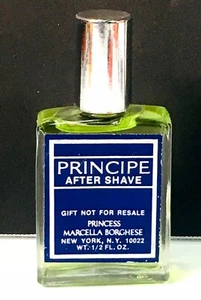 PRINCIPE
AFTER SHAVE
GIFT NOT FOR RESALE
PRINCESS
MARCELLA BORGHESE
NEW YORK, N.Y. 10022
WT. 1/2 FL. OZ.